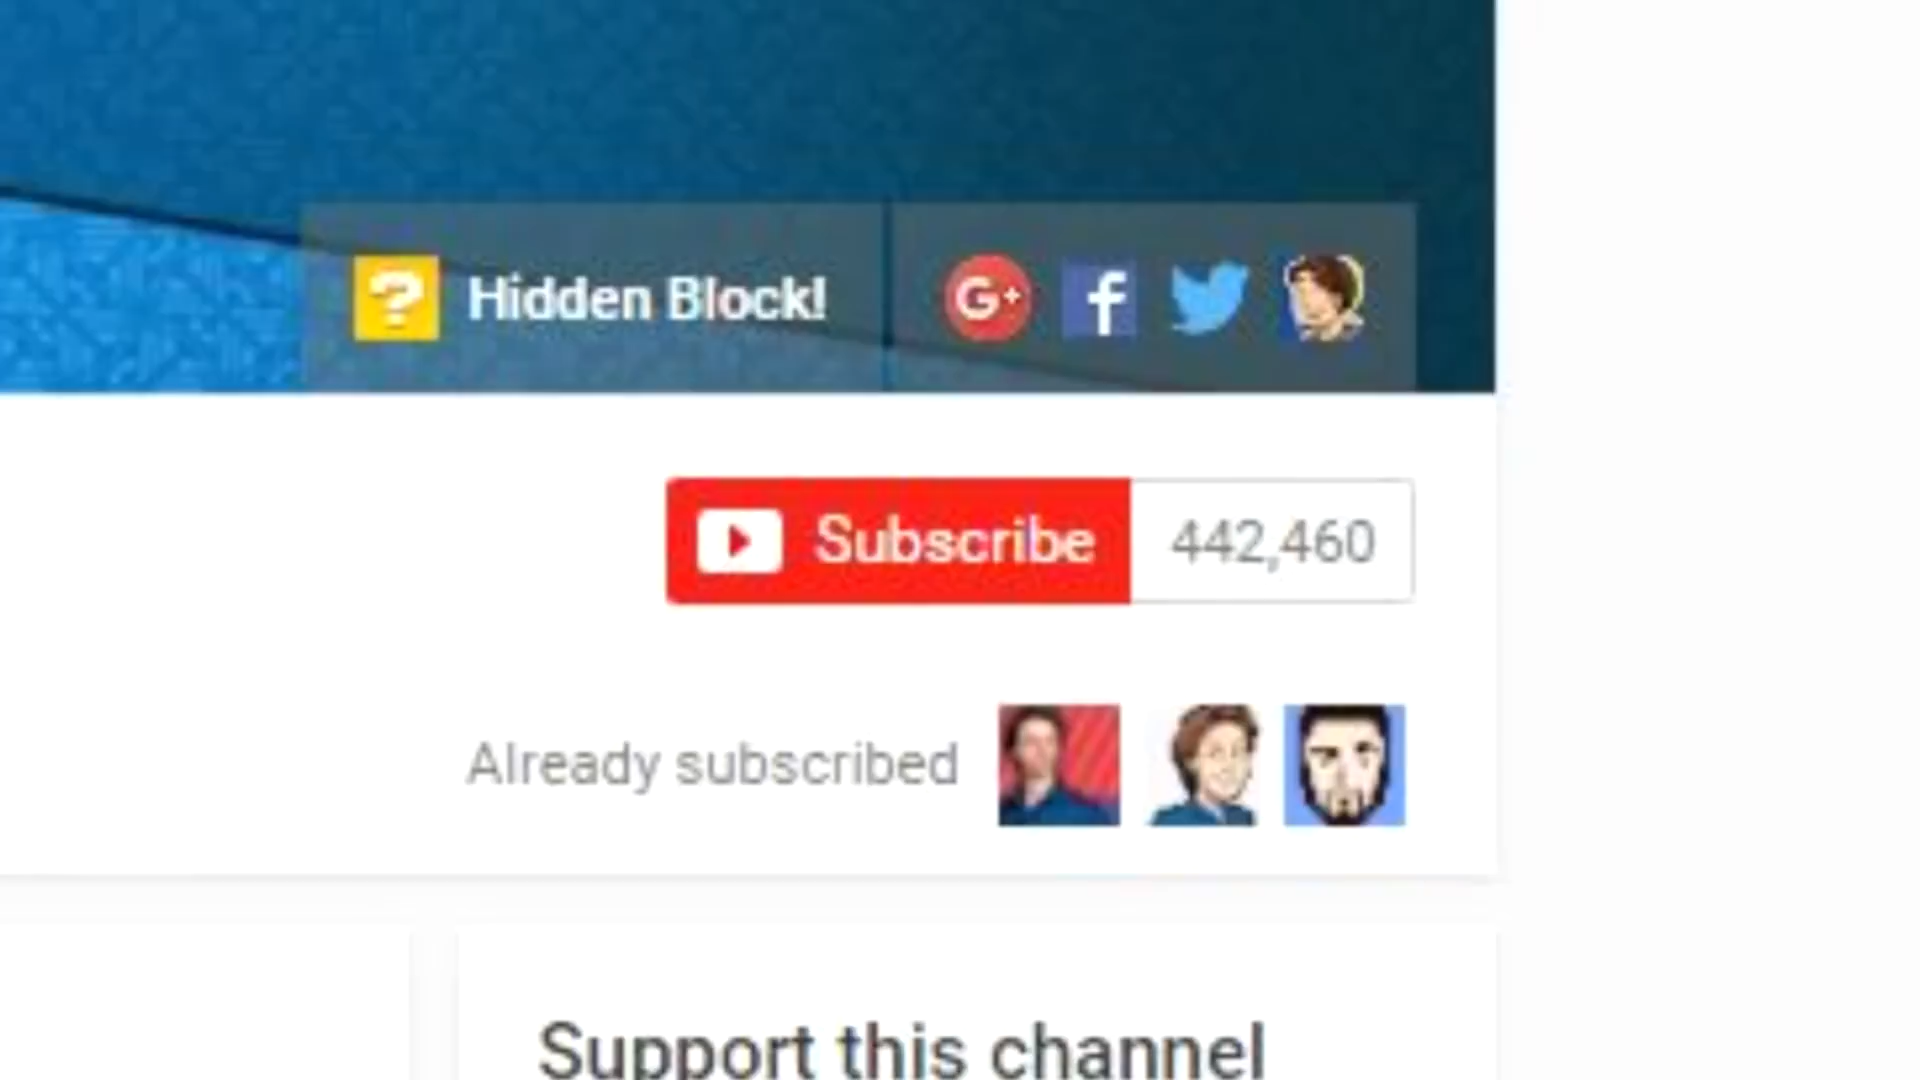 ? Hidden Block! G+ f
Subscribe 442,460
Already subscribed
Support this channel